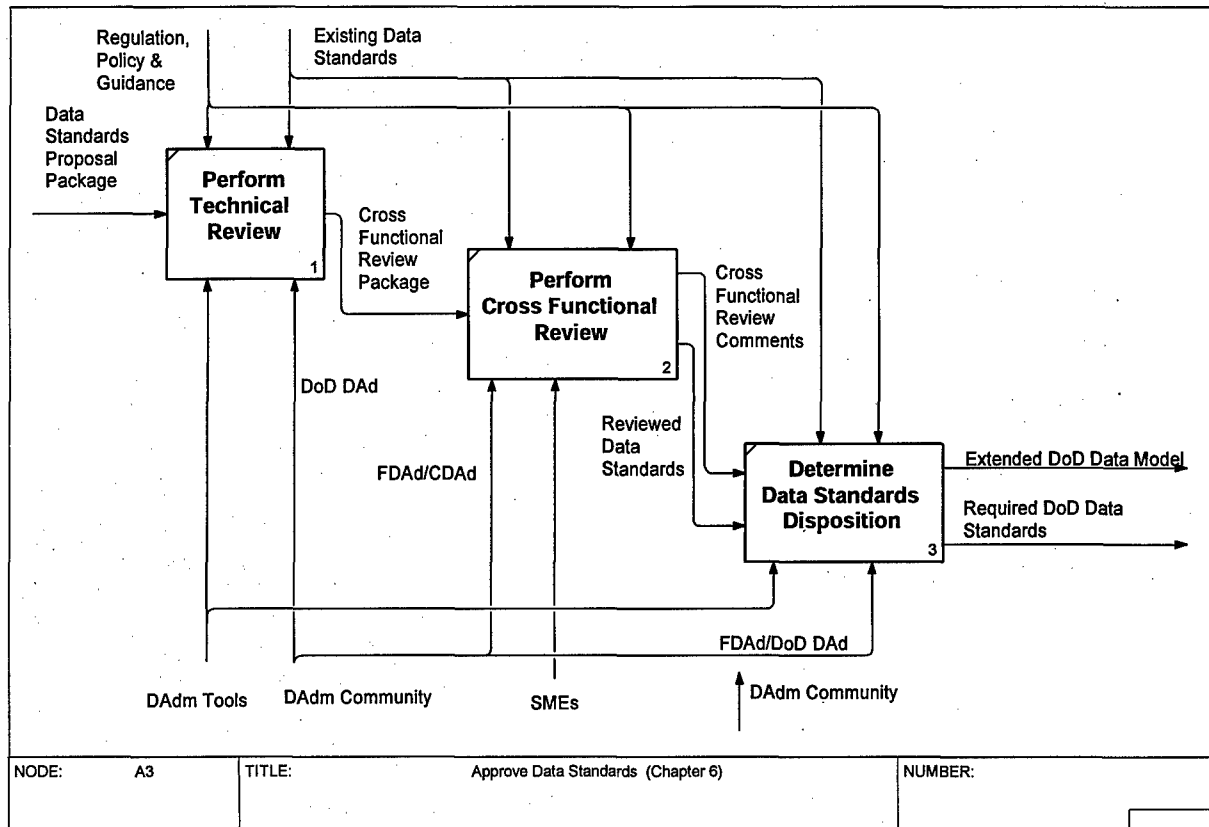 Regulation,
Policy &
Guidance
Existing Data
Standards
Data
Standards
Proposal
Package
Perform
Technical
Review
1
Cross
Functional
Review
Package
Perform
Cross Functional
Review
2
Cross
Functional
Review
Comments
DoD DAd
FDAd/CDAd
Reviewed
Data
Standards
Determine
Data Standards
Disposition
3
Extended DoD Data Model
Required DoD Data
Standards
FDAd/DoD DAd
DAdm Tools
DAdm Community
SMEs
DAdm Community
NODE: A3
TITLE: Approve Data Standards (Chapter 6)
NUMBER: